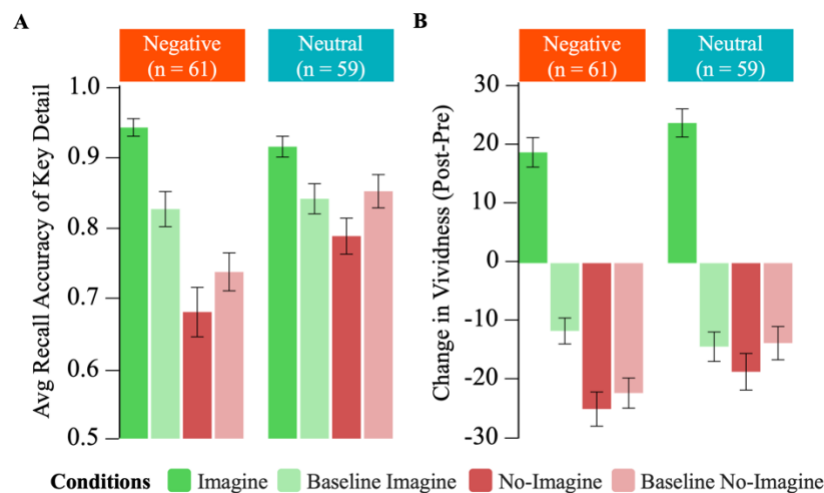 A
Negative
(n = 61)
Neutral
(n = 59)
Avg Recall Accuracy of Key Detail
1.0
0.9
0.8
0.7
0.6
0.5
B
Negative
(n = 61)
Neutral
(n = 59)
Change in Vividness (Post-Pre)
30
20
10
0
-10
-20
-30
Conditions Imagine Baseline Imagine No-Imagine Baseline No-Imagine